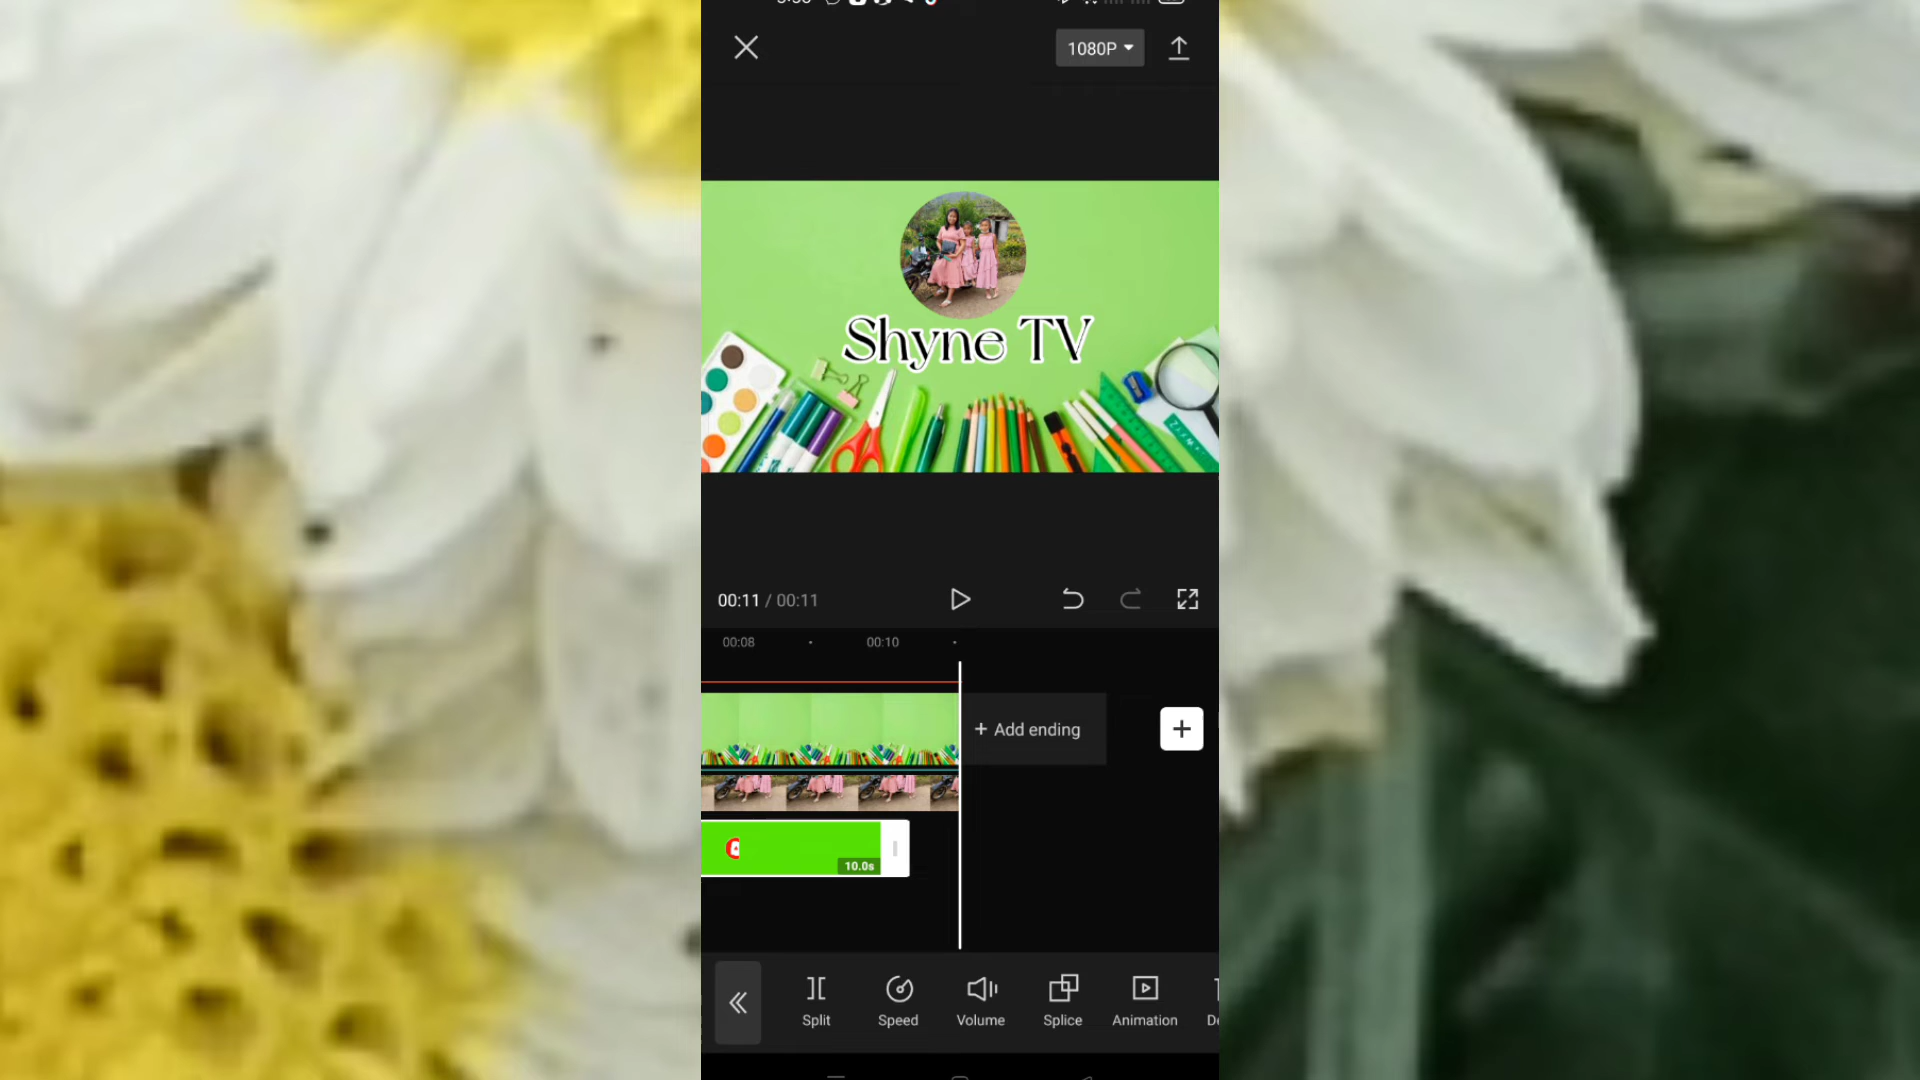 1080P
Shyne TV
00:11 / 00:11
00:08
00:10
+ Add ending
10.0s
Split
Speed
Volume
Splice
Animation